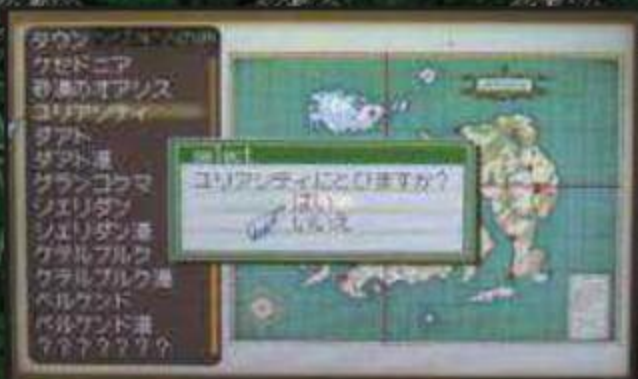 タウン
ケセドニア
砂漠のオアシス
ユリアシティ
ダアト
ダアト港
グランコクマ
シェリダン
シェリダン港
ケテルブルク
ケテルブルク港
ベルケンド
ベルケンド港
???????
選択
ユリアシティにとびますか?
はい
いいえ